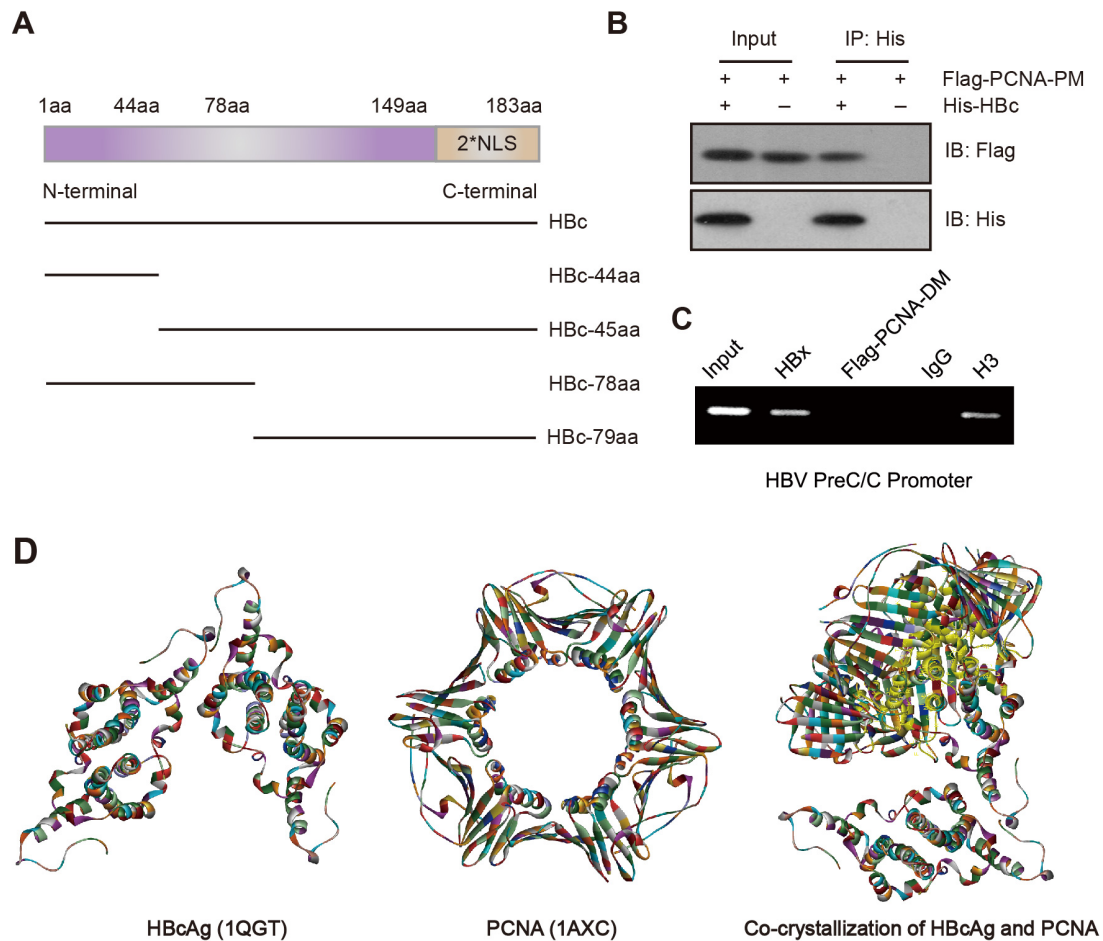 A
1aa 44aa 78aa 149aa 183aa
2*NLS
N-terminal C-terminal
HBc
HBc-44aa
HBc-45aa
HBc-78aa
HBc-79aa
B
Input IP: His
+ + + + Flag-PCNA-PM
+ – + – His-HBc
IB: Flag
IB: His
C
Input HBx Flag-PCNA-DM IgG H3
HBV PreC/C Promoter
D
HBcAg (1QGT) PCNA (1AXC) Co-crystallization of HBcAg and PCNA